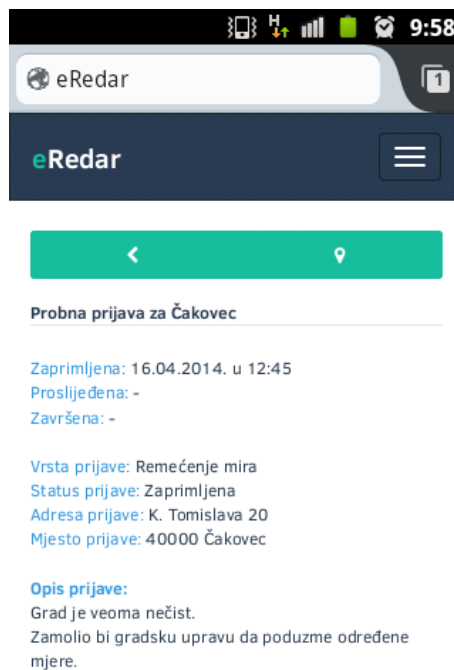 H 9:58
eRedar 1
eRedar
Probna prijava za Čakovec
Zaprimljena: 16.04.2014. u 12:45
Proslijeđena: -
Završena: -
Vrsta prijave: Remećenje mira
Status prijave: Zaprimljena
Adresa prijave: K. Tomislava 20
Mjesto prijave: 40000 Čakovec
Opis prijave:
Grad je veoma nečist.
Zamolio bi gradsku upravu da poduzme određene
mjere.